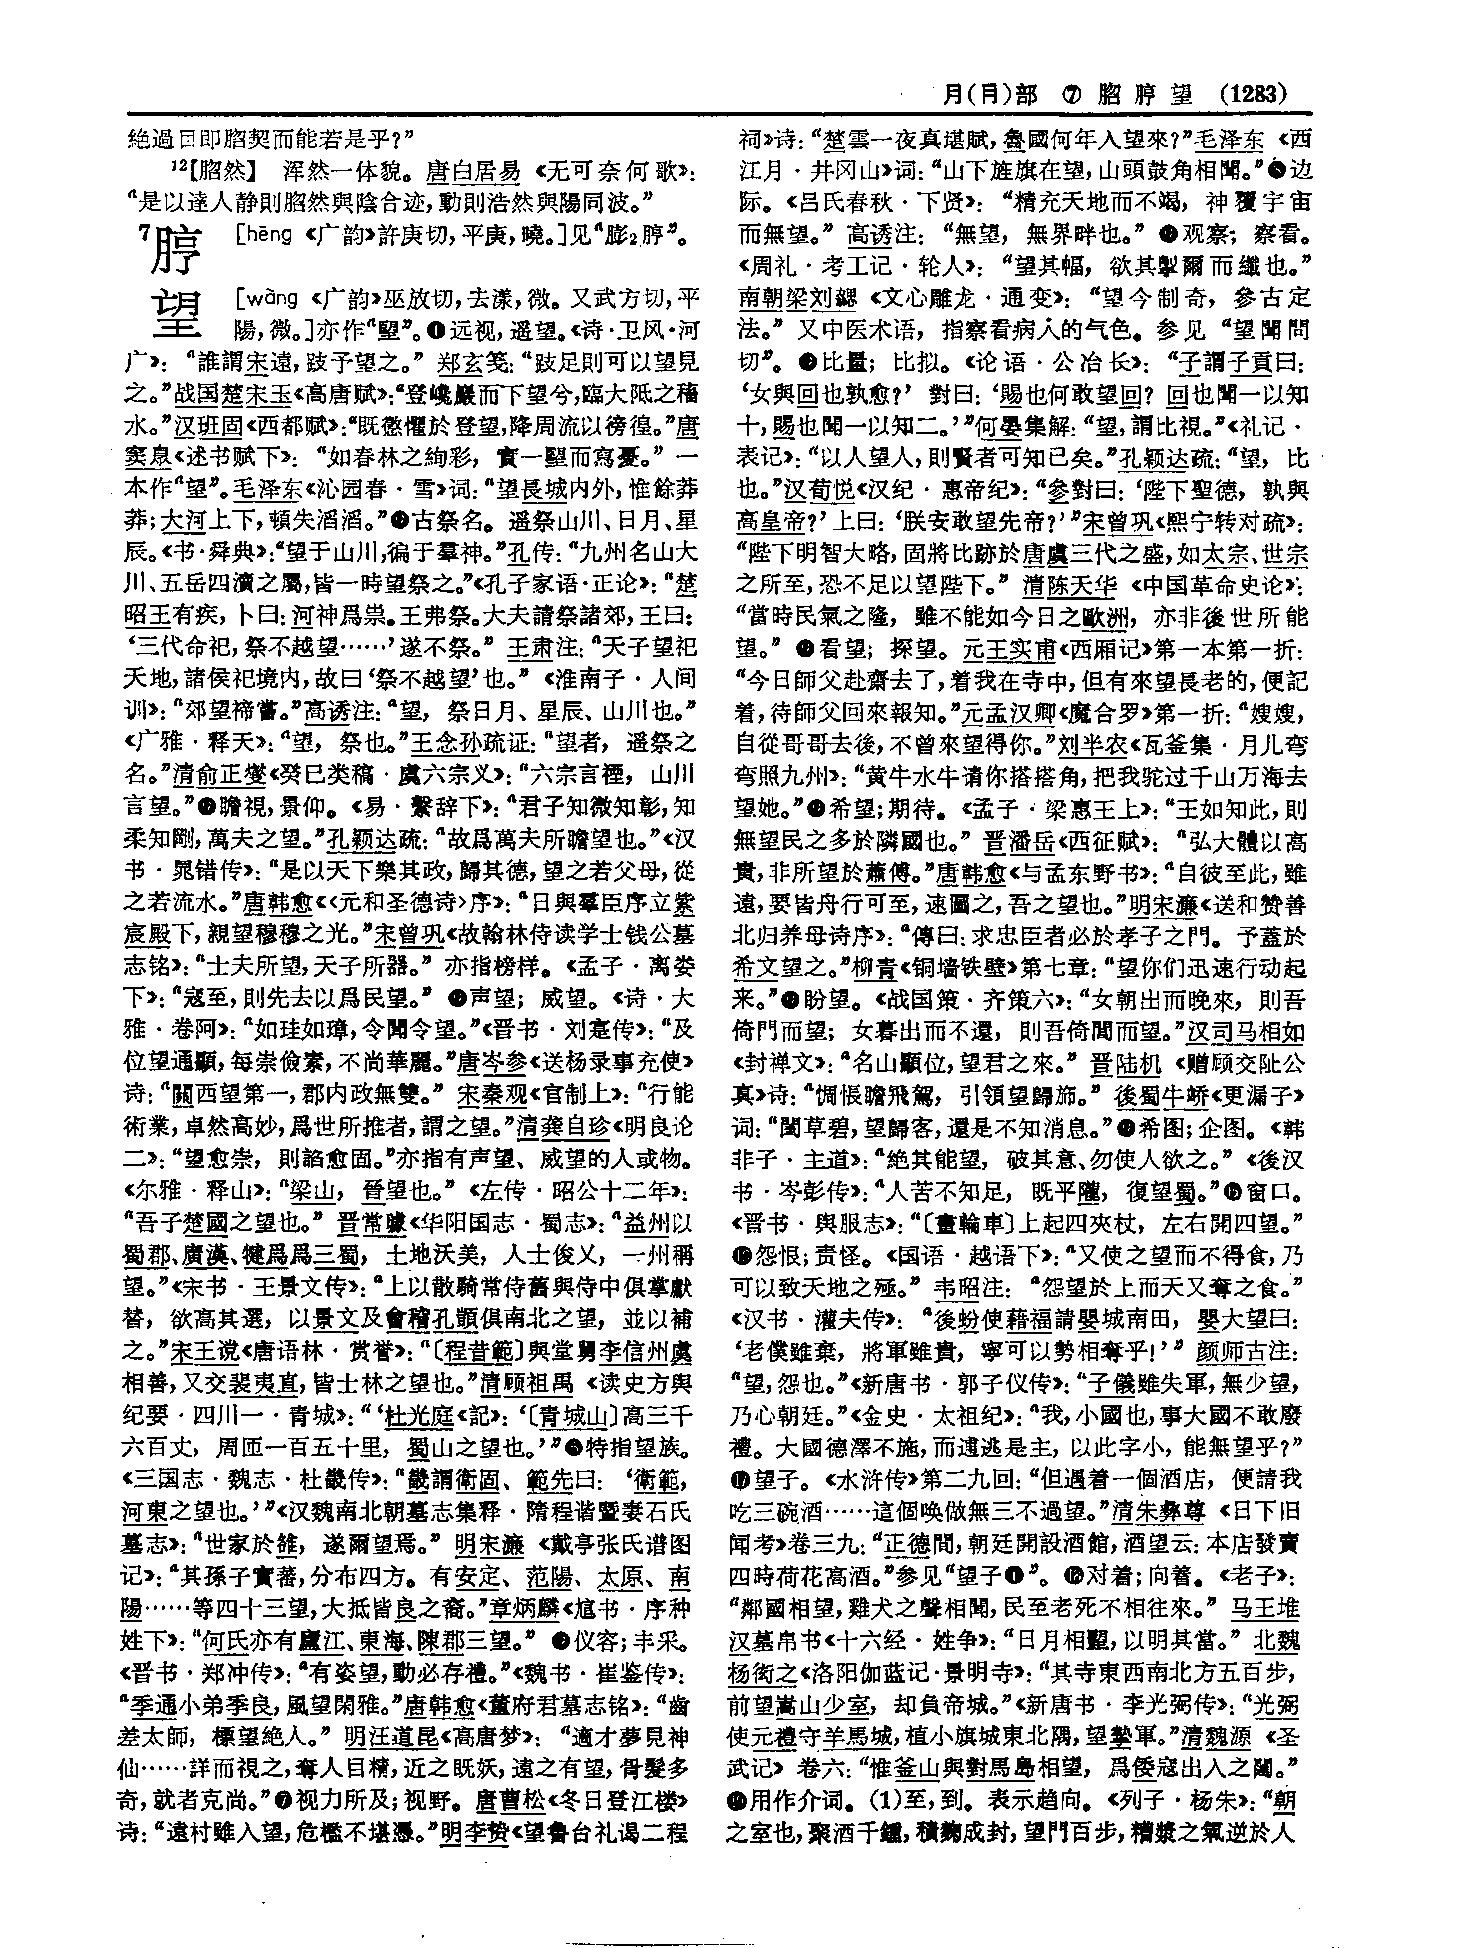 月(⺝)部 ⑦ 脗 脝 望 (1283)
絶過目即脗契而能若是乎？”
¹²[脗然] 浑然一体貌。唐白居易《无可奈何歌》：
“是以達人静則脗然與陰合迹，動則浩然與陽同波。”
⁷脝 [hēng《广韵》許庚切，平庚，曉。]见“膨₂脝”。
望 [wàng《广韵》巫放切，去漾，微。又武方切，平
陽，微。]亦作“朢”。❶远视，遥望。《诗·卫风·河
广》：“誰謂宋遠，跂予望之。”郑玄笺：“跂足則可以望見
之。”战国楚宋玉《高唐赋》：“登巉巖而下望兮，臨大阺之稸
水。”汉班固《西都赋》：“既懲懼於登望，降周流以徬徨。”唐
窦臮《述书赋下》：“如春林之絢彩，實一朢而寫憂。”一
本作“望”。毛泽东《沁园春·雪》词：“望長城内外，惟餘莽
莽；大河上下，頓失滔滔。”❷古祭名。遥祭山川、日月、星
辰。《书·舜典》：“望于山川，徧于羣神。”孔传：“九州名山大
川、五岳四瀆之屬，皆一時望祭之。”《孔子家语·正论》：“楚
昭王有疾，卜曰：河神爲祟。王弗祭。大夫請祭諸郊，王曰：
‘三代命祀，祭不越望……’遂不祭。”王肃注：“天子望祀
天地，諸侯祀境内，故曰‘祭不越望’也。”《淮南子·人间
训》：“郊望禘嘗。”高诱注：“望，祭日月、星辰、山川也。”
《广雅·释天》：“望，祭也。”王念孙疏证：“望者，遥祭之
名。”清俞正燮《癸巳类稿·虞六宗义》：“六宗言禋，山川
言望。”❸瞻視，景仰。《易·繫辞下》：“君子知微知彰，知
柔知剛，萬夫之望。”孔颖达疏：“故爲萬夫所瞻望也。”《汉
书·晁错传》：“是以天下樂其政，歸其德，望之若父母，從
之若流水。”唐韩愈《〈元和圣德诗〉序》：“日與羣臣序立紫
宸殿下，親望穆穆之光。”宋曾巩《故翰林侍读学士钱公墓
志铭》：“士夫所望，天子所器。”亦指榜样。《孟子·离娄
下》：“寇至，則先去以爲民望。”❹声望；威望。《诗·大
雅·卷阿》：“如珪如璋，令聞令望。”《晋书·刘寔传》：“及
位望通顯，每崇儉素，不尚華麗。”唐岑参《送杨录事充使》
诗：“關西望第一，郡内政無雙。”宋秦观《官制上》：“行能
術業，卓然高妙，爲世所推者，謂之望。”清龚自珍《明良论
二》：“望愈崇，則諂愈固。”亦指有声望、威望的人或物。
《尔雅·释山》：“梁山，晉望也。”《左传·昭公十二年》：
“吾子楚國之望也。”晋常璩《华阳国志·蜀志》：“益州以
蜀郡、廣漢、犍爲爲三蜀，土地沃美，人士俊乂，一州稱
望。”《宋书·王景文传》：“上以散騎常侍舊與侍中俱掌獻
替，欲高其選，以景文及會稽孔顗俱南北之望，並以補
之。”宋王谠《唐语林·赏誉》：“〔程昔範〕與堂舅李信州虞
相善，又交裴夷直，皆士林之望也。”清顾祖禹《读史方舆
纪要·四川一·青城》：“‘杜光庭《記》：‘〔青城山〕高三千
六百丈，周匝一百五十里，蜀山之望也。’”❺特指望族。
《三国志·魏志·杜畿传》：“畿謂衛固、範先曰：‘衛範，
河東之望也。’”《汉魏南北朝墓志集释·隋程谐暨妻石氏
墓志》：“世家於雒，遂爾望焉。”明宋濂《戴亭张氏谱图
记》：“其孫子實蕃，分布四方。有安定、范陽、太原、南
陽……等四十三望，大抵皆良之裔。”章炳麟《訄书·序种
姓下》：“何氏亦有廬江、東海、陳郡三望。”❻仪容；丰采。
《晋书·郑冲传》：“有姿望，動必存禮。”《魏书·崔鉴传》：
“季通小弟季良，風望閑雅。”唐韩愈《董府君墓志铭》：“齒
差太師，標望絶人。”明汪道昆《高唐梦》：“適才夢見神
仙……詳而視之，奪人目精，近之既妖，遠之有望，骨髮多
奇，就者克尚。”❼视力所及；视野。唐曹松《冬日登江楼》
诗：“遠村雖入望，危檻不堪憑。”明李贽《望鲁台礼谒二程
祠》诗：“楚雲一夜真堪賦，魯國何年入望來？”毛泽东《西
江月·井冈山》词：“山下旌旗在望，山頭鼓角相聞。”❽边
际。《吕氏春秋·下贤》：“精充天地而不竭，神覆宇宙
而無望。”高诱注：“無望，無界畔也。”❾观察；察看。
《周礼·考工记·轮人》：“望其幅，欲其掣爾而纖也。”
南朝梁刘勰《文心雕龙·通变》：“望今制奇，參古定
法。”又中医术语，指察看病人的气色。参见“望聞問
切”。❿比量；比拟。《论语·公冶长》：“子謂子貢曰：
‘女與回也孰愈？’對曰：‘賜也何敢望回？回也聞一以知
十，賜也聞一以知二。’”何晏集解：“望，謂比視。”《礼记·
表记》：“以人望人，則賢者可知已矣。”孔颖达疏：“望，比
也。”汉荀悦《汉纪·惠帝纪》：“參對曰：‘陛下聖德，孰與
高皇帝？’上曰：‘朕安敢望先帝？’”宋曾巩《熙宁转对疏》：
“陛下明智大略，固將比跡於唐虞三代之盛，如太宗、世宗
之所至，恐不足以望陛下。”清陈天华《中国革命史论》：
“當時民氣之隆，雖不能如今日之歐洲，亦非後世所能
望。”⓫看望；探望。元王实甫《西厢记》第一本第一折：
“今日師父赴齋去了，着我在寺中，但有來望長老的，便記
着，待師父回來報知。”元孟汉卿《魔合罗》第一折：“嫂嫂，
自從哥哥去後，不曾來望得你。”刘半农《瓦釜集·月儿弯
弯照九州》：“黄牛水牛请你搭搭角，把我驼过千山万海去
望她。”⓬希望；期待。《孟子·梁惠王上》：“王如知此，則
無望民之多於隣國也。”晋潘岳《西征赋》：“弘大體以高
貴，非所望於蕭傅。”唐韩愈《与孟东野书》：“自彼至此，雖
遠，要皆舟行可至，速圖之，吾之望也。”明宋濂《送和赞善
北归养母诗序》：“傳曰：求忠臣者必於孝子之門。予蓋於
希文望之。”柳青《铜墙铁壁》第七章：“望你们迅速行动起
来。”⓭盼望。《战国策·齐策六》：“女朝出而晚來，則吾
倚門而望；女暮出而不還，則吾倚閭而望。”汉司马相如
《封禅文》：“名山顯位，望君之來。”晋陆机《赠顾交阯公
真》诗：“惆悵瞻飛駕，引領望歸旆。”後蜀牛峤《更漏子》
词：“閨草碧，望歸客，還是不知消息。”⓮希图；企图。《韩
非子·主道》：“絶其能望，破其意，勿使人欲之。”《後汉
书·岑彭传》：“人苦不知足，既平隴，復望蜀。”⓯窗口。
《晋书·舆服志》：“〔畫輪車〕上起四夾杖，左右開四望。”
⓰怨恨；责怪。《国语·越语下》：“又使之望而不得食，乃
可以致天地之殛。”韦昭注：“怨望於上而天又奪之食。”
《汉书·灌夫传》：“後蚡使藉福請嬰城南田，嬰大望曰：
‘老僕雖棄，將軍雖貴，寧可以勢相奪乎！’”颜师古注：
“望，怨也。”《新唐书·郭子仪传》：“子儀雖失軍，無少望，
乃心朝廷。”《金史·太祖纪》：“我，小國也，事大國不敢廢
禮。大國德澤不施，而逋逃是主，以此字小，能無望乎？”
⓱望子。《水浒传》第二九回：“但遇着一個酒店，便請我
吃三碗酒……這個唤做無三不過望。”清朱彝尊《日下旧
闻考》卷三九：“正德間，朝廷開設酒館，酒望云：本店發賣
四時荷花高酒。”参见“望子❶”。⓲对着；向着。《老子》：
“鄰國相望，雞犬之聲相聞，民至老死不相往來。”马王堆
汉墓帛书《十六经·姓争》：“日月相朢，以明其當。”北魏
杨衒之《洛阳伽蓝记·景明寺》：“其寺東西南北方五百步，
前望嵩山少室，却負帝城。”《新唐书·李光弼传》：“光弼
使元禮守羊馬城，植小旗城東北隅，望摯軍。”清魏源《圣
武记》卷六：“惟釜山與對馬島相望，爲倭寇出入之閫。”
⓳用作介词。(1)至，到。表示趋向。《列子·杨朱》：“朝
之室也，聚酒千鍾，積麴成封，望門百步，糟漿之氣逆於人